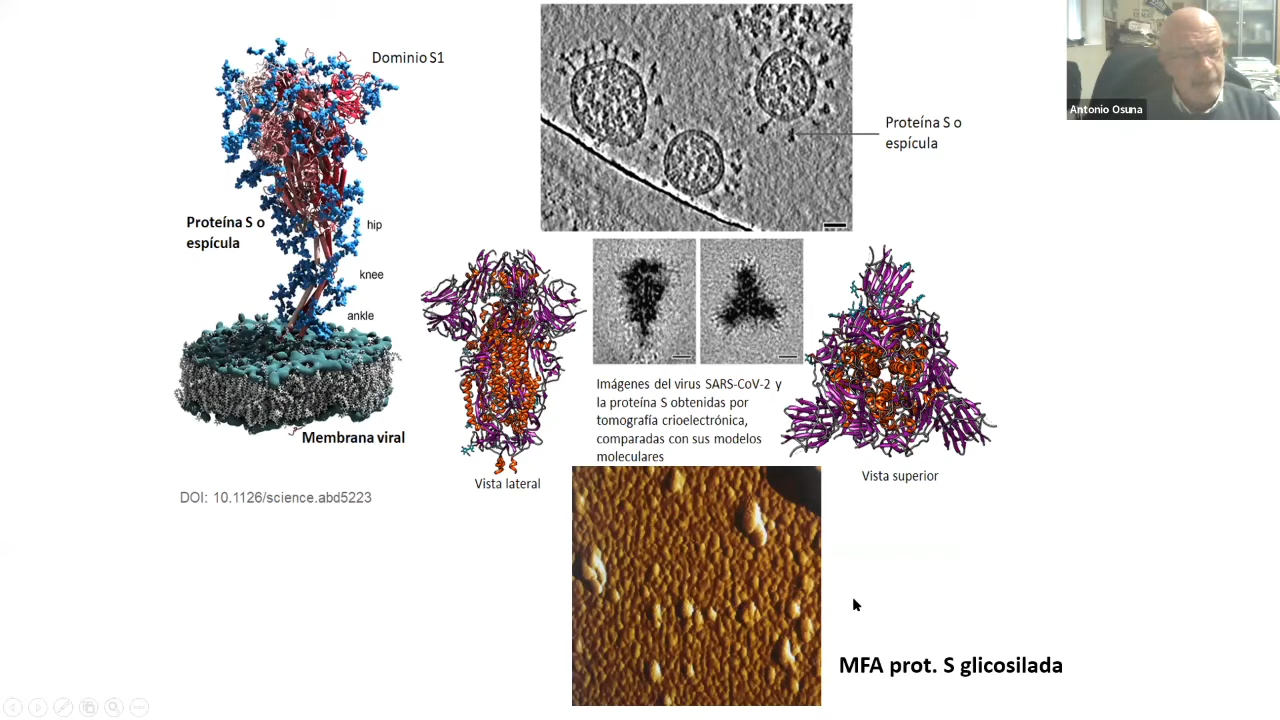 Dominio S1
Proteína S o
espícula
hip
knee
ankle
Membrana viral
DOI: 10.1126/science.abd5223
Proteína S o
espícula
Imágenes del virus SARS-CoV-2 y
la proteína S obtenidas por
tomografía crioelectrónica,
comparadas con sus modelos
moleculares
Vista lateral
Vista superior
MFA prot. S glicosilada
Antonio Osuna